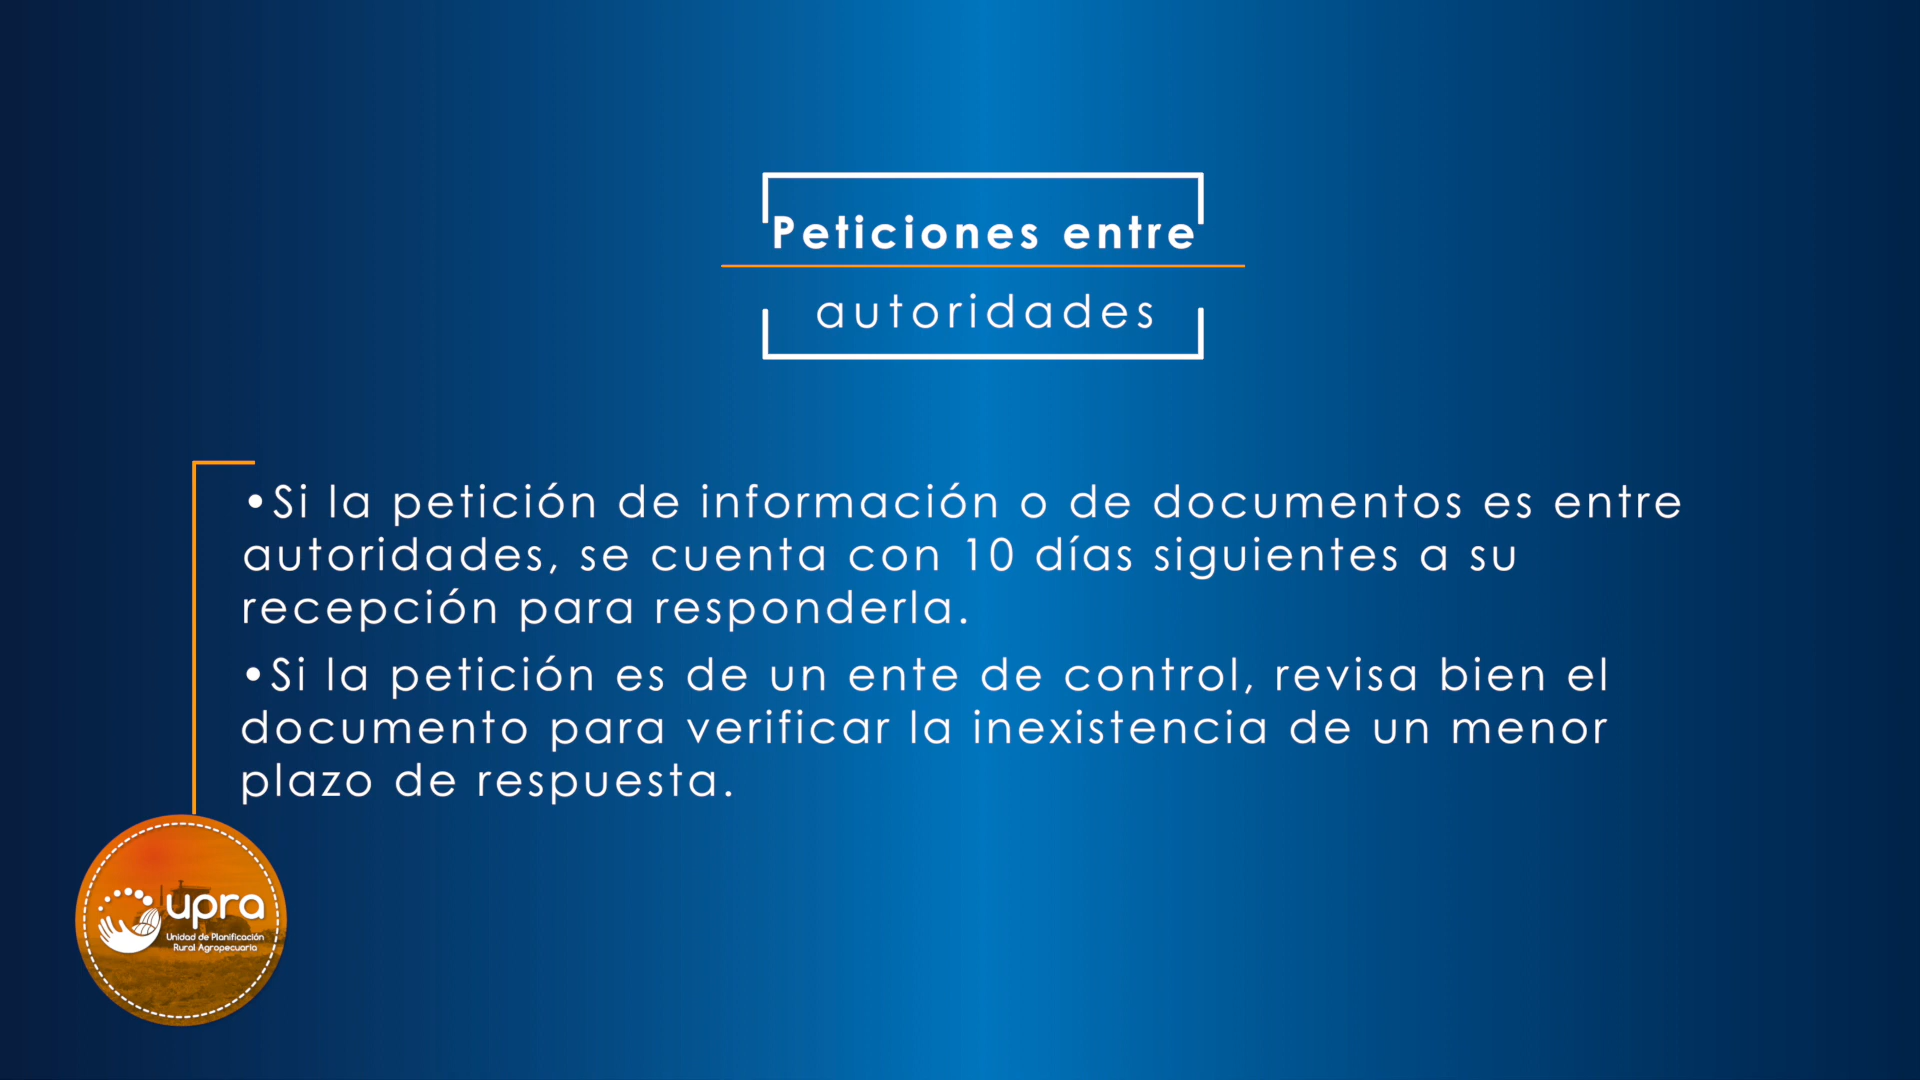 Peticiones entre
autoridades
•Si la petición de información o de documentos es entre
autoridades, se cuenta con 10 días siguientes a su
recepción para responderla.
•Si la petición es de un ente de control, revisa bien el
documento para verificar la inexistencia de un menor
plazo de respuesta.
upra
Unidad de Planificación
Rural Agropecuaria